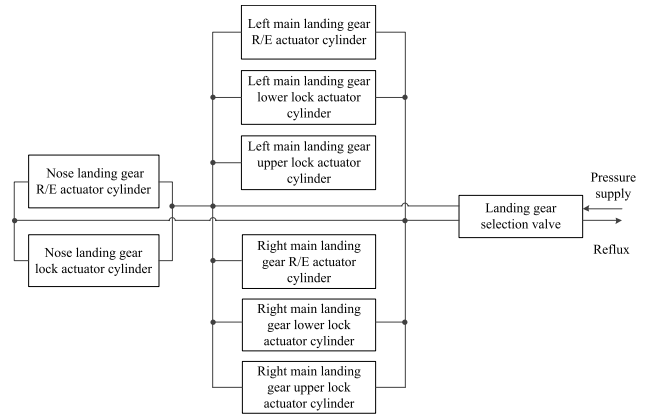 Left main landing gear
R/E actuator cylinder
Left main landing gear
lower lock actuator
cylinder
Left main landing gear
upper lock actuator
cylinder
Nose landing gear
R/E actuator cylinder
Nose landing gear
lock actuator cylinder
Pressure
supply
Landing gear
selection valve
Reflux
Right main landing
gear R/E actuator
cylinder
Right main landing
gear lower lock
actuator cylinder
Right main landing
gear upper lock
actuator cylinder